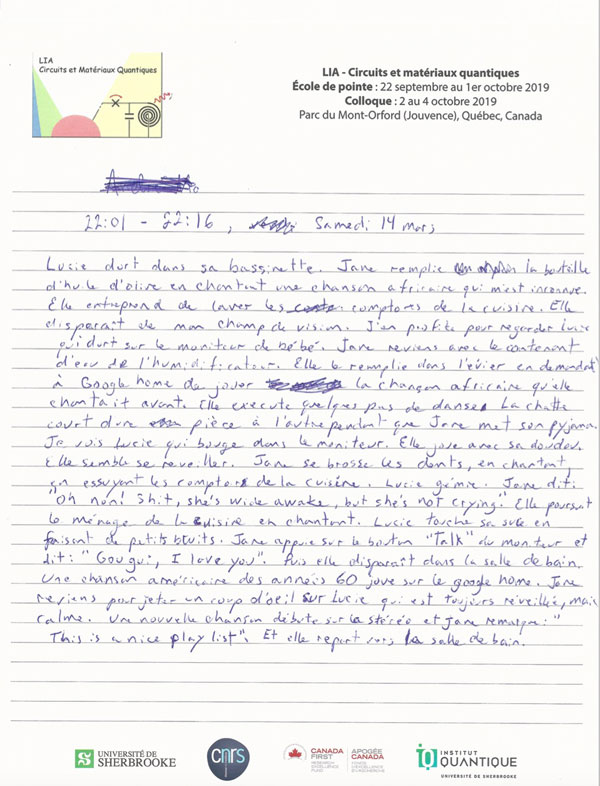 LIA
Circuits et Matériaux Quantiques
LIA - Circuits et matériaux quantiques
École de pointe : 22 septembre au 1er octobre 2019
Colloque : 2 au 4 octobre 2019
Parc du Mont-Orford (Jouvence), Québec, Canada
22:01 - 22:16, Samedi 14 mars
Lucie dort dans sa bassinette. Jane remplie la bouteille
d'huile d'olive en chantant une chanson africaine qui m'est inconnue.
Elle entreprend de laver les comptoirs de la cuisine. Elle
disparaît de mon champ de vision. J'en profite pour regarder Lucie
qui dort sur le moniteur de bébé. Jane reviens avec le contenant
d'eau de l'humidificateur. Elle le remplie dans l'évier en demandant
à Google home de jouer la chanson africaine qu'elle
chantait avant. Elle execute quelques pas de danse. La chatte
court d'une pièce à l'autre pendant que Jane met son pyjama.
Je vois Lucie qui bouge dans le moniteur. Elle joue avec sa doudou.
Elle semble se réveiller. Jane se brosse les dents, en chantant,
en essuyant les comptoirs de la cuisine. Lucie gémie. Jane dit:
"Oh non! Shit, she's wide awake, but she's not crying." Elle poursuit
le ménage de la cuisine en chantant. Lucie touche sa suce en
faisant de petits bruits. Jane appuie sur le bouton "Talk" du moniteur et
dit: "Gougui, I love you". Puis elle disparaît dans la salle de bain.
Une chanson américaine des années 60 joue sur le google home. Jane
reviens pour jeter un coup d'oeil sur Lucie qui est toujours réveillée, mais
calme. Une nouvelle chanson débute sur la stéréo et Jane remarque: "
This is a nice play list". Et elle repart vers la salle de bain.
UNIVERSITÉ DE
SHERBROOKE
cnrs
CANADA
FIRST
RESEARCH
EXCELLENCE
FUND
APOGÉE
CANADA
INSTITUT
QUANTIQUE
UNIVERSITÉ DE SHERBROOKE